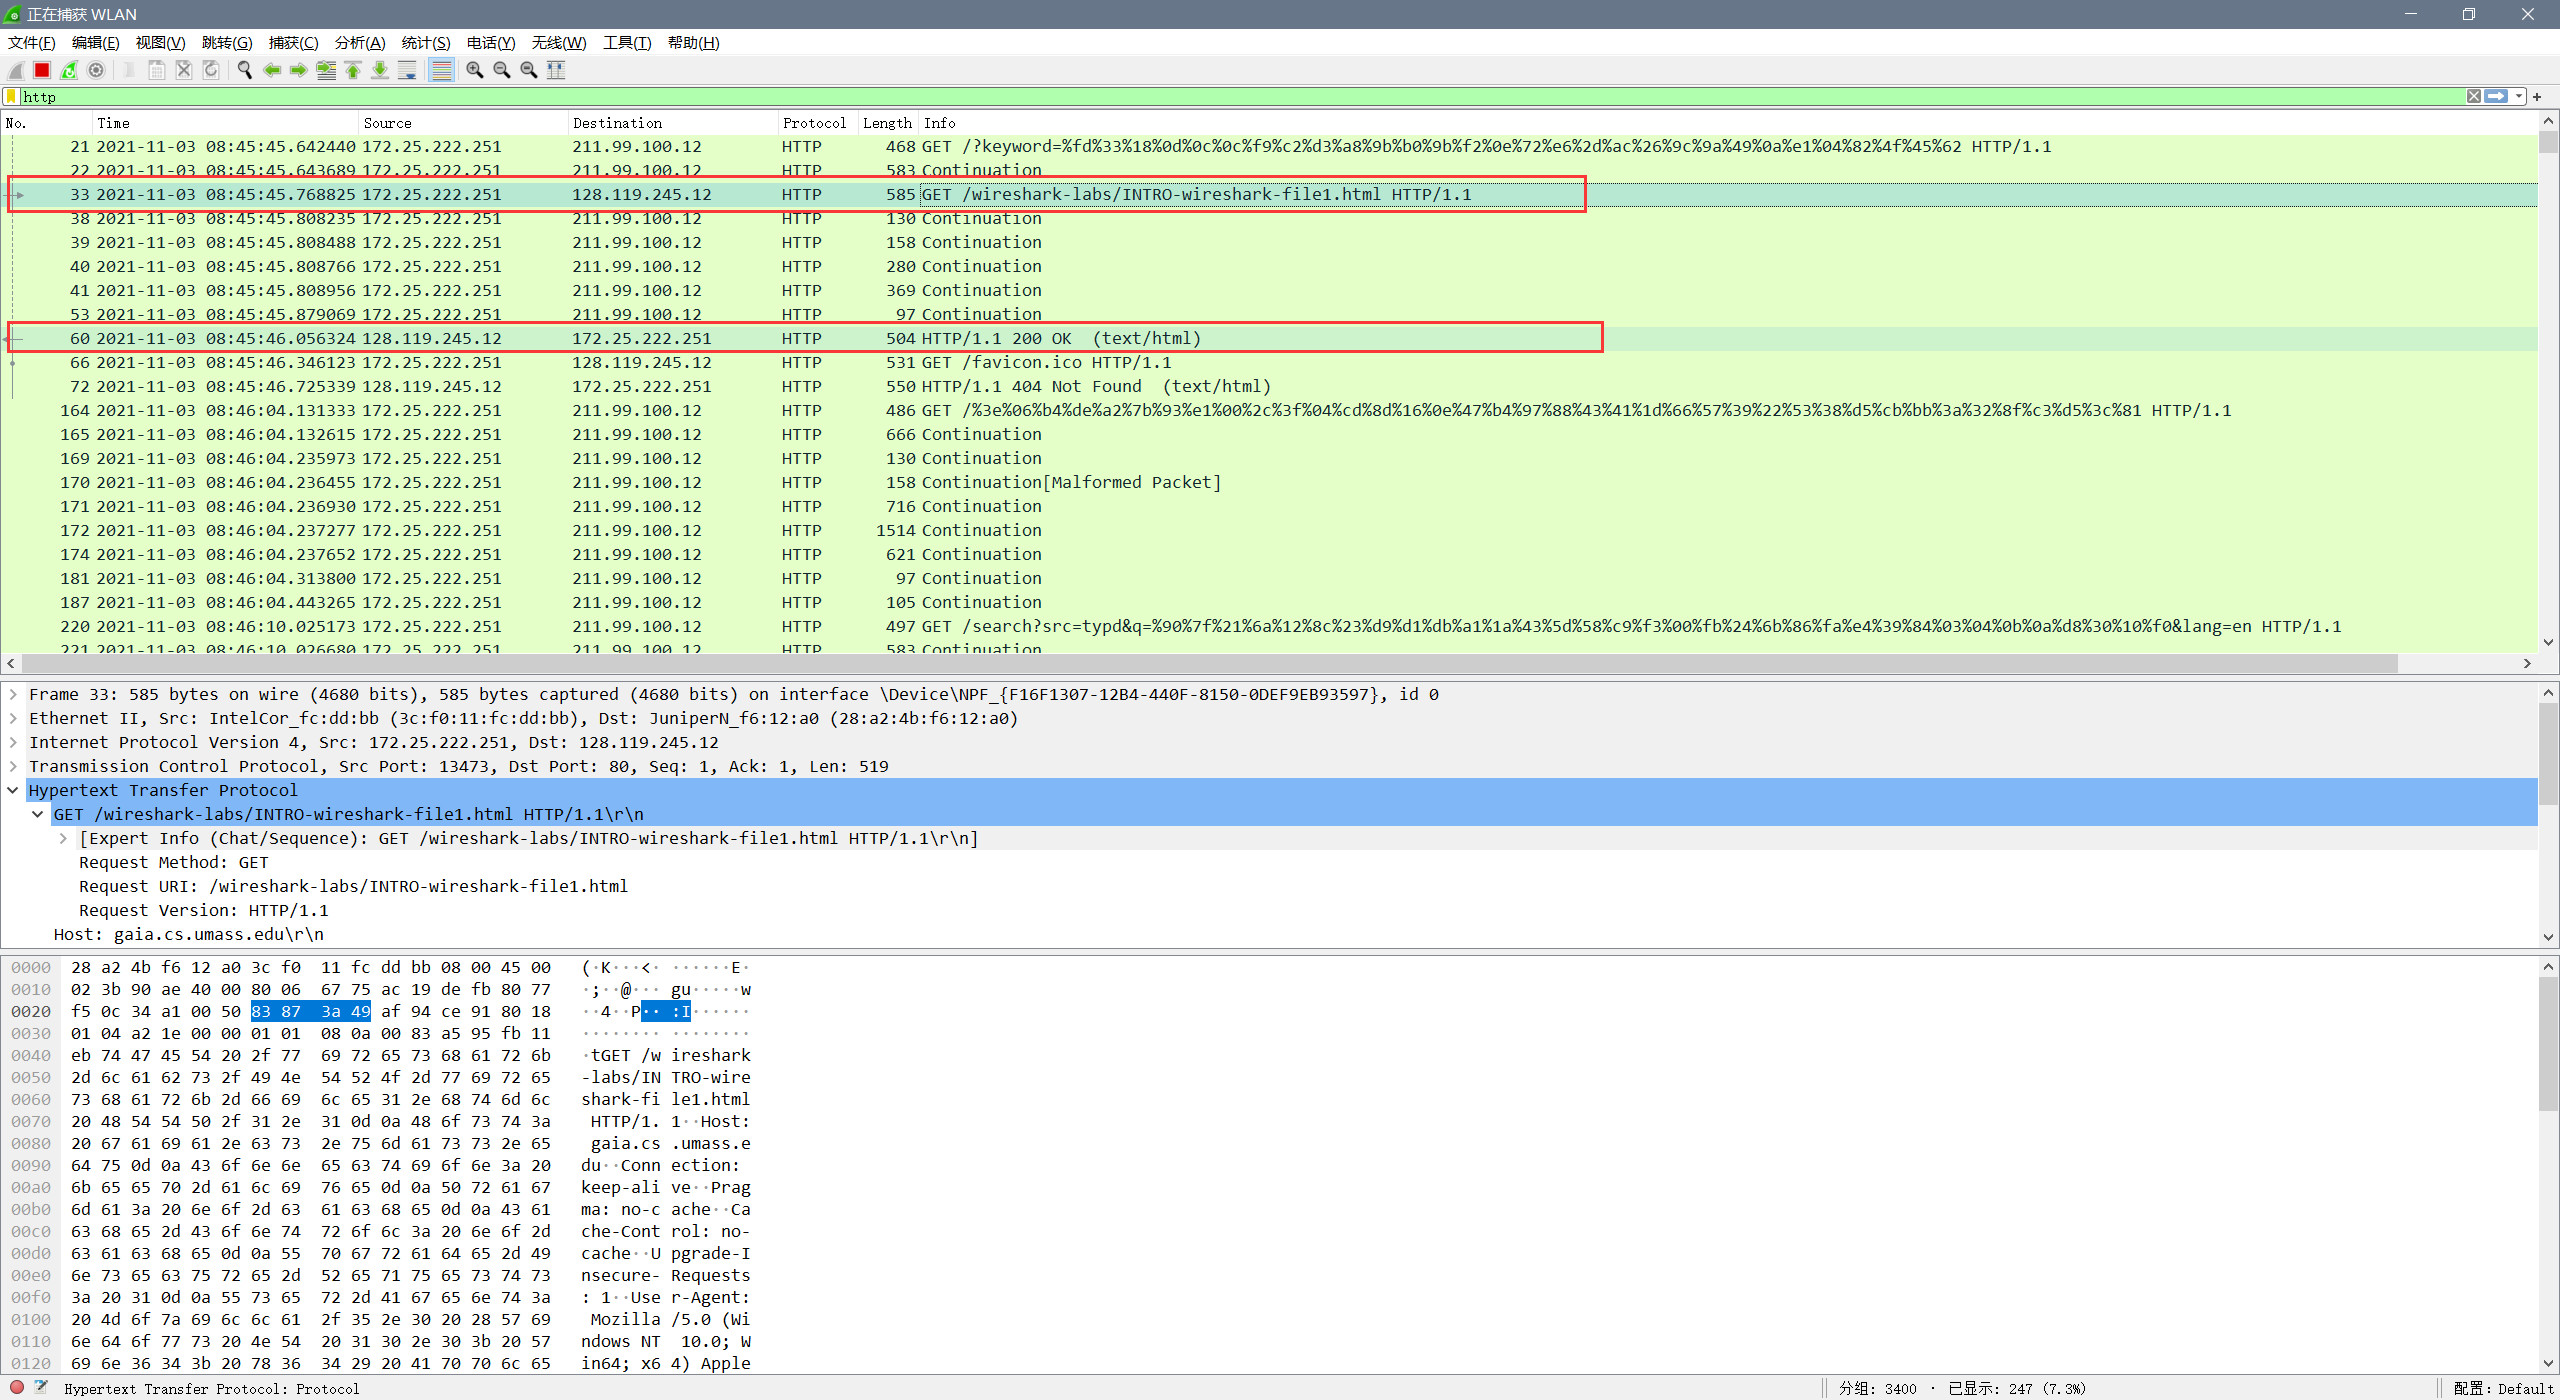 正在捕获 WLAN
文件(F) 编辑(E) 视图(V) 跳转(G) 捕获(C) 分析(A) 统计(S) 电话(Y) 无线(W) 工具(T) 帮助(H)
http
No. Time Source Destination Protocol Length Info
21 2021-11-03 08:45:45.642440 172.25.222.251 211.99.100.12 HTTP 468 GET /?keyword=%fd%33%18%0d%0c%0c%f9%c2%d3%a8%9b%b0%9b%f2%0e%72%e6%2d%ac%26%9c%9a%49%0a%e1%04%82%4f%45%62 HTTP/1.1
22 2021-11-03 08:45:45.643689 172.25.222.251 211.99.100.12 HTTP 583 Continuation
33 2021-11-03 08:45:45.768825 172.25.222.251 128.119.245.12 HTTP 585 GET /wireshark-labs/INTRO-wireshark-file1.html HTTP/1.1
38 2021-11-03 08:45:45.808235 172.25.222.251 211.99.100.12 HTTP 130 Continuation
39 2021-11-03 08:45:45.808488 172.25.222.251 211.99.100.12 HTTP 158 Continuation
40 2021-11-03 08:45:45.808766 172.25.222.251 211.99.100.12 HTTP 280 Continuation
41 2021-11-03 08:45:45.808956 172.25.222.251 211.99.100.12 HTTP 369 Continuation
53 2021-11-03 08:45:45.879069 172.25.222.251 211.99.100.12 HTTP 97 Continuation
60 2021-11-03 08:45:46.056324 128.119.245.12 172.25.222.251 HTTP 504 HTTP/1.1 200 OK (text/html)
66 2021-11-03 08:45:46.346123 172.25.222.251 128.119.245.12 HTTP 531 GET /favicon.ico HTTP/1.1
72 2021-11-03 08:45:46.725339 128.119.245.12 172.25.222.251 HTTP 550 HTTP/1.1 404 Not Found (text/html)
164 2021-11-03 08:46:04.131333 172.25.222.251 211.99.100.12 HTTP 486 GET /%3e%06%b4%de%a2%7b%93%e1%00%2c%3f%04%cd%8d%16%0e%47%b4%97%88%43%41%1d%66%57%39%22%53%38%d5%cb%bb%3a%32%8f%c3%d5%3c%81 HTTP/1.1
165 2021-11-03 08:46:04.132615 172.25.222.251 211.99.100.12 HTTP 666 Continuation
169 2021-11-03 08:46:04.235973 172.25.222.251 211.99.100.12 HTTP 130 Continuation
170 2021-11-03 08:46:04.236455 172.25.222.251 211.99.100.12 HTTP 158 Continuation[Malformed Packet]
171 2021-11-03 08:46:04.236930 172.25.222.251 211.99.100.12 HTTP 716 Continuation
172 2021-11-03 08:46:04.237277 172.25.222.251 211.99.100.12 HTTP 1514 Continuation
174 2021-11-03 08:46:04.237652 172.25.222.251 211.99.100.12 HTTP 621 Continuation
181 2021-11-03 08:46:04.313800 172.25.222.251 211.99.100.12 HTTP 97 Continuation
187 2021-11-03 08:46:04.443265 172.25.222.251 211.99.100.12 HTTP 105 Continuation
220 2021-11-03 08:46:10.025173 172.25.222.251 211.99.100.12 HTTP 497 GET /search?src=typd&q=%90%7f%21%6a%12%8c%23%d9%d1%db%a1%1a%43%5d%58%c9%f3%00%fb%24%6b%86%fa%e4%39%84%03%04%0b%0a%d8%30%10%f0&lang=en HTTP/1.1
221 2021-11-03 08:46:10.026680 172.25.222.251 211.99.100.12 HTTP 583 Continuation
Frame 33: 585 bytes on wire (4680 bits), 585 bytes captured (4680 bits) on interface \Device\NPF_{F16F1307-12B4-440F-8150-0DEF9EB93597}, id 0
Ethernet II, Src: IntelCor_fc:dd:bb (3c:f0:11:fc:dd:bb), Dst: JuniperN_f6:12:a0 (28:a2:4b:f6:12:a0)
Internet Protocol Version 4, Src: 172.25.222.251, Dst: 128.119.245.12
Transmission Control Protocol, Src Port: 13473, Dst Port: 80, Seq: 1, Ack: 1, Len: 519
Hypertext Transfer Protocol
GET /wireshark-labs/INTRO-wireshark-file1.html HTTP/1.1\r\n
[Expert Info (Chat/Sequence): GET /wireshark-labs/INTRO-wireshark-file1.html HTTP/1.1\r\n]
Request Method: GET
Request URI: /wireshark-labs/INTRO-wireshark-file1.html
Request Version: HTTP/1.1
Host: gaia.cs.umass.edu\r\n
0000 28 a2 4b f6 12 a0 3c f0 11 fc dd bb 08 00 45 00 (·K···<· ······E·
0010 02 3b 90 ae 40 00 80 06 67 75 ac 19 de fb 80 77 ·;··@··· gu·····w
0020 f5 0c 34 a1 00 50 83 87 3a 49 af 94 ce 91 80 18 ··4··P·· :I······
0030 01 04 a2 1e 00 00 01 01 08 0a 00 83 a5 95 fb 11 ········ ········
0040 eb 74 47 45 54 20 2f 77 69 72 65 73 68 61 72 6b ·tGET /w ireshark
0050 2d 6c 61 62 73 2f 49 4e 54 52 4f 2d 77 69 72 65 -labs/IN TRO-wire
0060 73 68 61 72 6b 2d 66 69 6c 65 31 2e 68 74 6d 6c shark-fi le1.html
0070 20 48 54 54 50 2f 31 2e 31 0d 0a 48 6f 73 74 3a HTTP/1. 1··Host:
0080 20 67 61 69 61 2e 63 73 2e 75 6d 61 73 73 2e 65 gaia.cs .umass.e
0090 64 75 0d 0a 43 6f 6e 6e 65 63 74 69 6f 6e 3a 20 du··Conn ection:
00a0 6b 65 65 70 2d 61 6c 69 76 65 0d 0a 50 72 61 67 keep-ali ve··Prag
00b0 6d 61 3a 20 6e 6f 2d 63 61 63 68 65 0d 0a 43 61 ma: no-c ache··Ca
00c0 63 68 65 2d 43 6f 6e 74 72 6f 6c 3a 20 6e 6f 2d che-Cont rol: no-
00d0 63 61 63 68 65 0d 0a 55 70 67 72 61 64 65 2d 49 cache··U pgrade-I
00e0 6e 73 65 63 75 72 65 2d 52 65 71 75 65 73 74 73 nsecure- Requests
00f0 3a 20 31 0d 0a 55 73 65 72 2d 41 67 65 6e 74 3a : 1··Use r-Agent:
0100 20 4d 6f 7a 69 6c 6c 61 2f 35 2e 30 20 28 57 69 Mozilla /5.0 (Wi
0110 6e 64 6f 77 73 20 4e 54 20 31 30 2e 30 3b 20 57 ndows NT 10.0; W
0120 69 6e 36 34 3b 20 78 36 34 29 20 41 70 70 6c 65 in64; x6 4) Apple
Hypertext Transfer Protocol: Protocol 分组: 3400 · 已显示: 247 (7.3%) 配置: Default